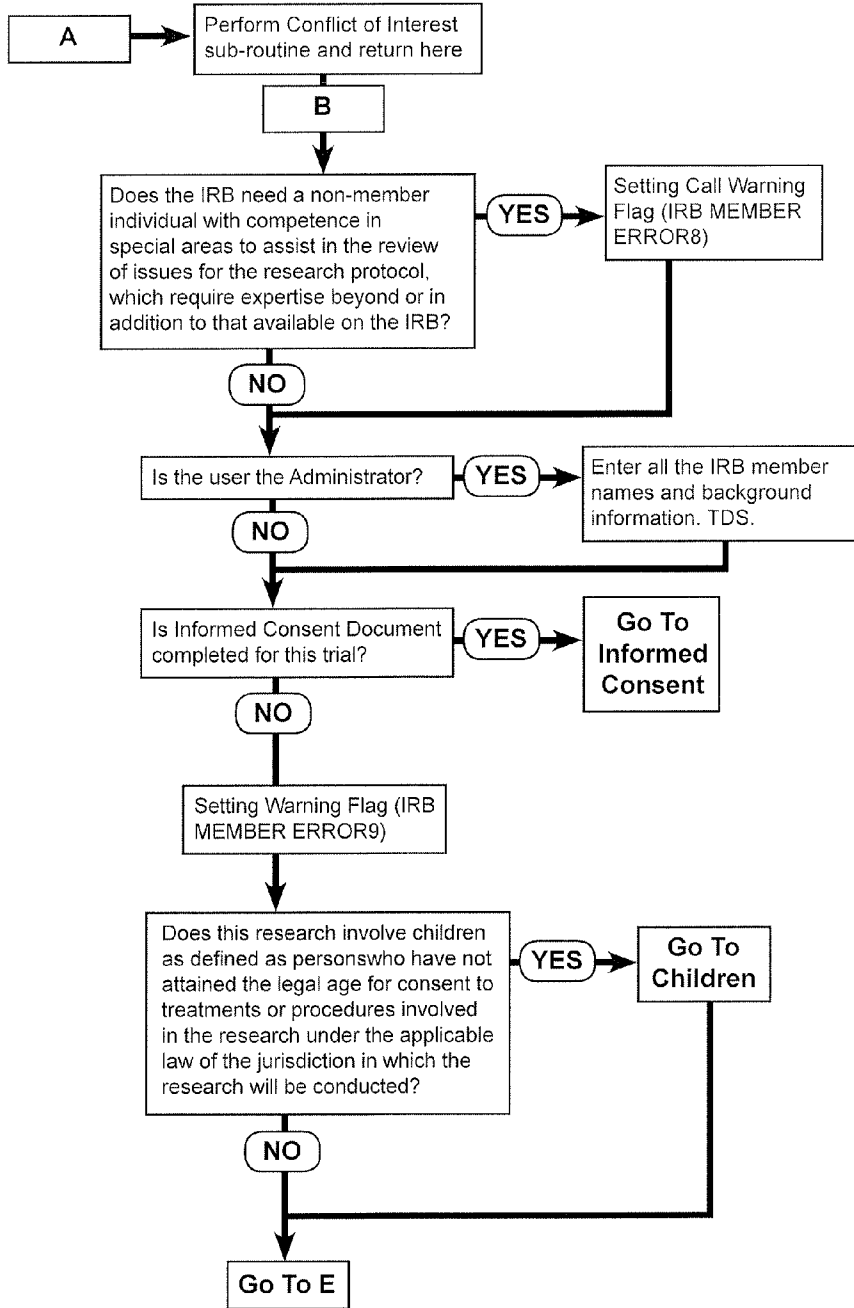 A
Perform Conflict of Interest
sub-routine and return here
B
Does the IRB need a non-member
individual with competence in
special areas to assist in the review
of issues for the research protocol,
which require expertise beyond or in
addition to that available on the IRB?
YES
Setting Call Warning
Flag (IRB MEMBER
ERROR8)
NO
Is the user the Administrator?
YES
Enter all the IRB member
names and background
information. TDS.
NO
Is Informed Consent Document
completed for this trial?
YES
Go To
Informed
Consent
NO
Setting Warning Flag (IRB
MEMBER ERROR9)
Does this research involve children
as defined as personswho have not
attained the legal age for consent to
treatments or procedures involved
in the research under the applicable
law of the jurisdiction in which the
research will be conducted?
YES
Go To
Children
NO
Go To E